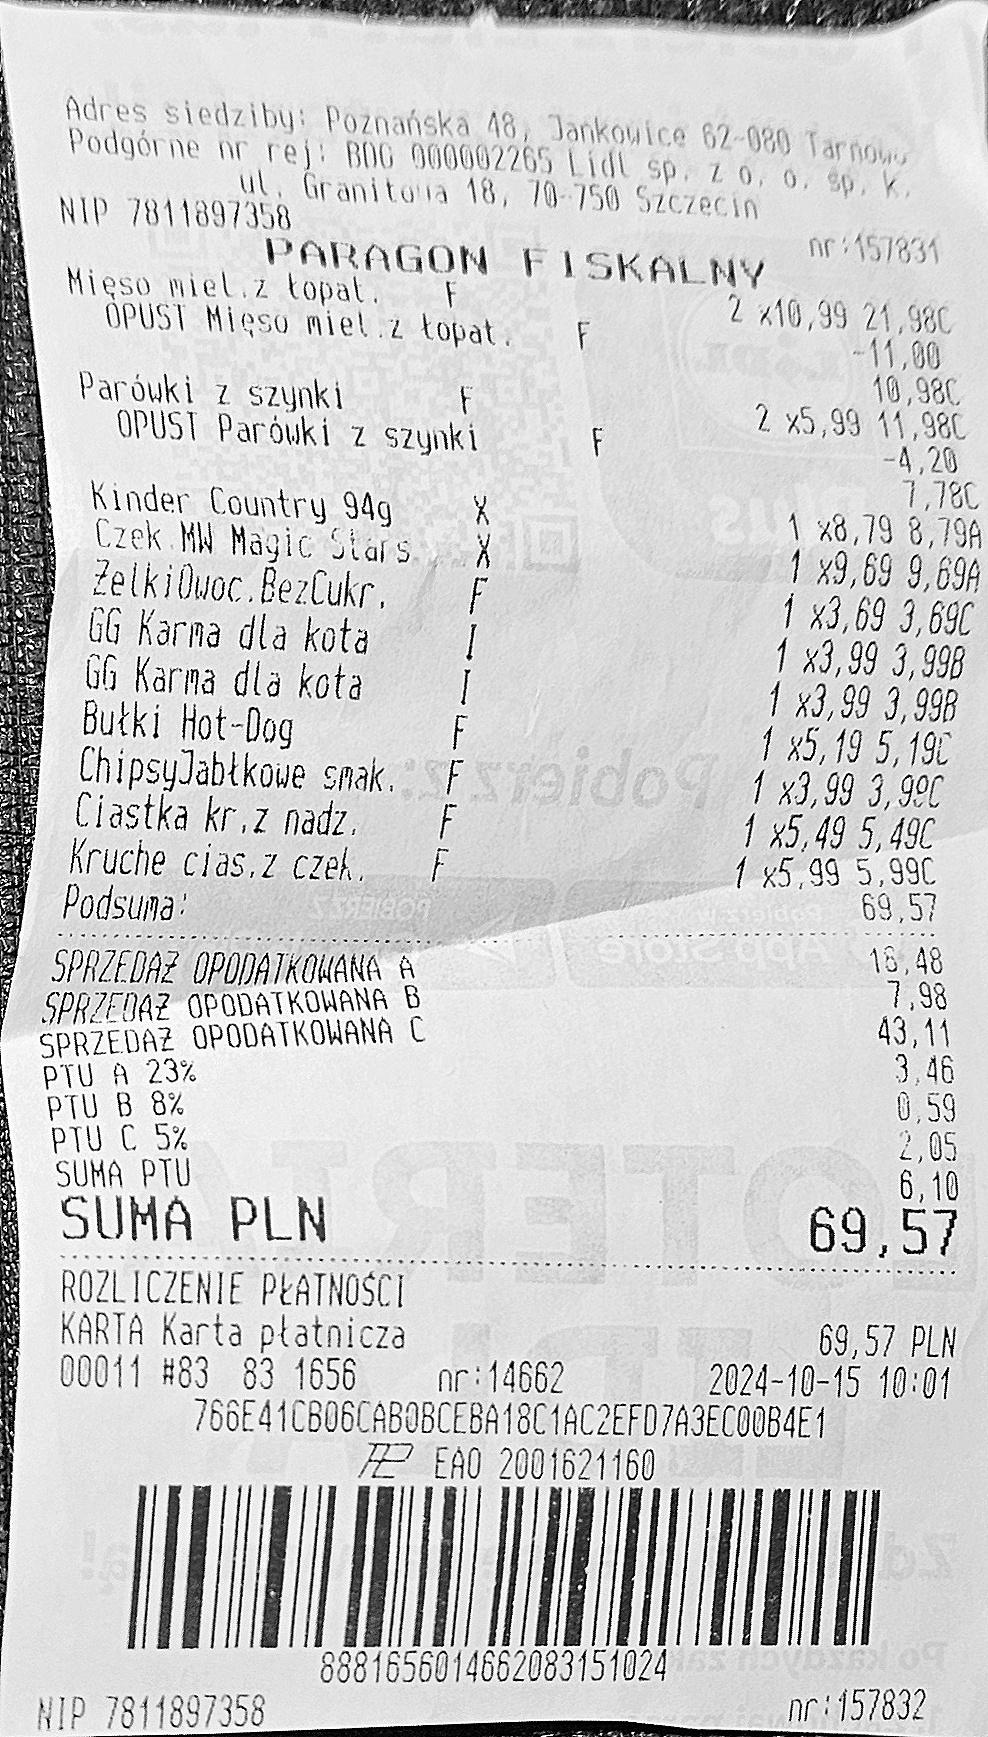 Adres siedziby: Poznańska 48, Jankowice 62-080 Tarnowo
Podgórne nr rej: BDO 000002265 Lidl sp. z o. o. sp. k.
ul. Granitowa 18, 70-750 Szczecin
NIP 7811897358 nr:157831
PARAGON FISKALNY
Mięso miel.z łopat. F 2 x10,99 21,98C
OPUST Mięso miel.z łopat. F -11,00
10,98C
Parówki z szynki F 2 x5,99 11,98C
OPUST Parówki z szynki F -4,20
7,78C
Kinder Country 94g X 1 x8,79 8,79A
Czek.MW Magic Stars. X 1 x9,69 9,69A
ŻelkiOwoc.BezCukr. F 1 x3,69 3,69C
GG Karma dla kota I 1 x3,99 3,99B
GG Karma dla kota I 1 x3,99 3,99B
Bułki Hot-Dog F 1 x5,19 5,19C
ChipsyJabłkowe smak. F 1 x3,99 3,99C
Ciastka kr.z nadz. F 1 x5,49 5,49C
Kruche cias.z czek. F 1 x5,99 5,99C
Podsuma: 69,57
SPRZEDAŻ OPODATKOWANA A 18,48
SPRZEDAŻ OPODATKOWANA B 7,98
SPRZEDAŻ OPODATKOWANA C 43,11
PTU A 23% 3,46
PTU B 8% 0,59
PTU C 5% 2,05
SUMA PTU 6,10
SUMA PLN 69,57
ROZLICZENIE PŁATNOŚCI
KARTA Karta płatnicza 69,57 PLN
00011 #83 83 1656 nr:14662 2024-10-15 10:01
766E41CB06CAB0BCEBA18C1AC2EFD7A3EC00B4E1
EAO 2001621160
88816560146620831​51024
NIP 7811897358 nr:157832